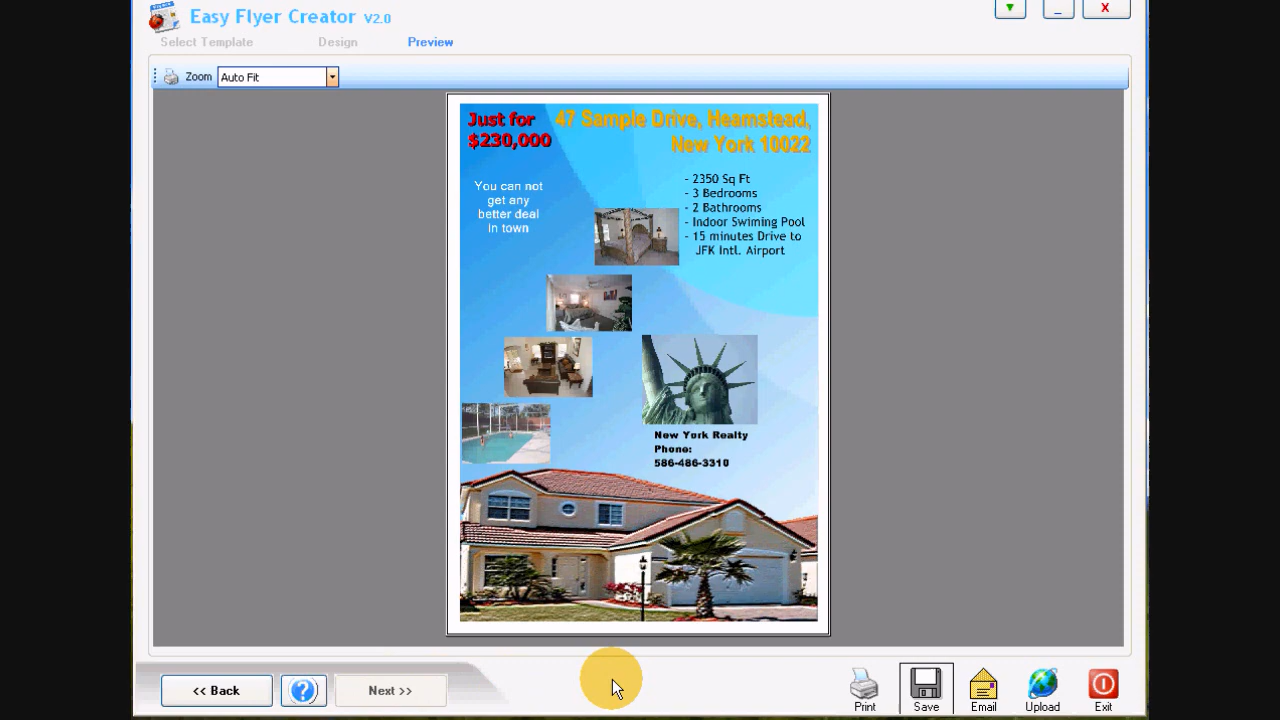 Easy Flyer Creator V2.0
Select Template Design Preview
Zoom Auto Fit
Just for
$230,000
47 Sample Drive, Heamstead,
New York 10022
You can not
get any
better deal
in town
- 2350 Sq Ft
- 3 Bedrooms
- 2 Bathrooms
- Indoor Swiming Pool
- 15 minutes Drive to
JFK Intl. Airport
New York Realty
Phone:
586-486-3310
<< Back ? Next >>
Print Save Email Upload Exit